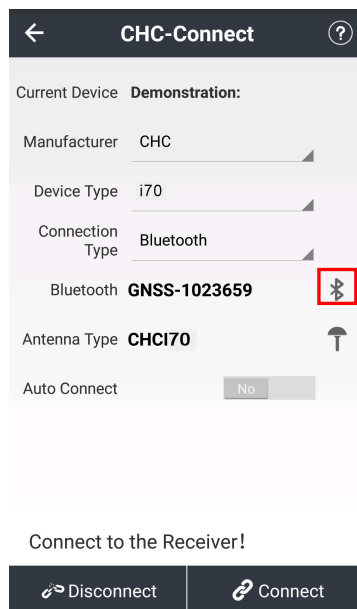 CHC-Connect
?
Current Device Demonstration:
Manufacturer CHC
Device Type i70
Connection
Type
Bluetooth
Bluetooth GNSS-1023659
Antenna Type CHCI70
Auto Connect No
Connect to the Receiver!
Disconnect Connect